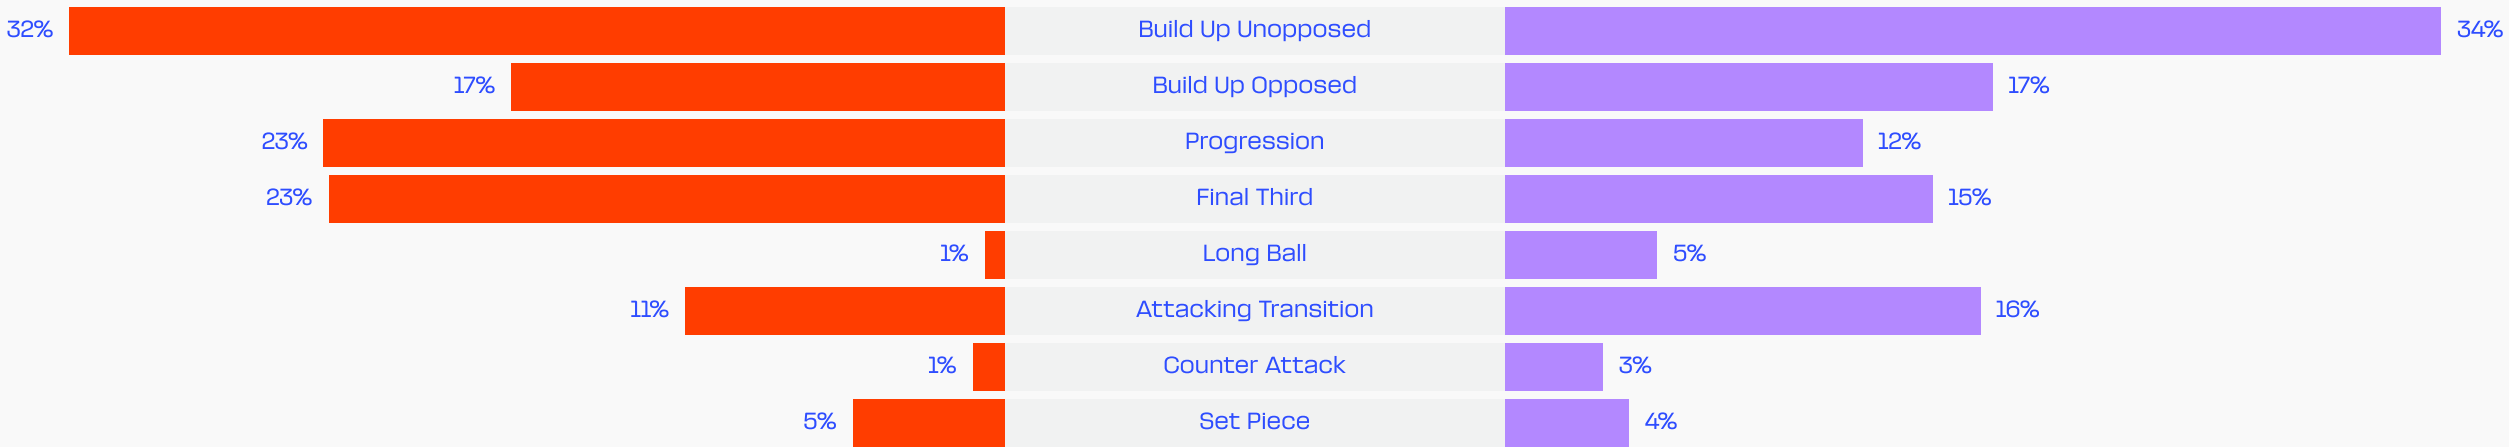 32% Build Up Unopposed 34%
17% Build Up Opposed 17%
23% Progression 12%
23% Final Third 15%
1% Long Ball 5%
11% Attacking Transition 16%
1% Counter Attack 3%
5% Set Piece 4%